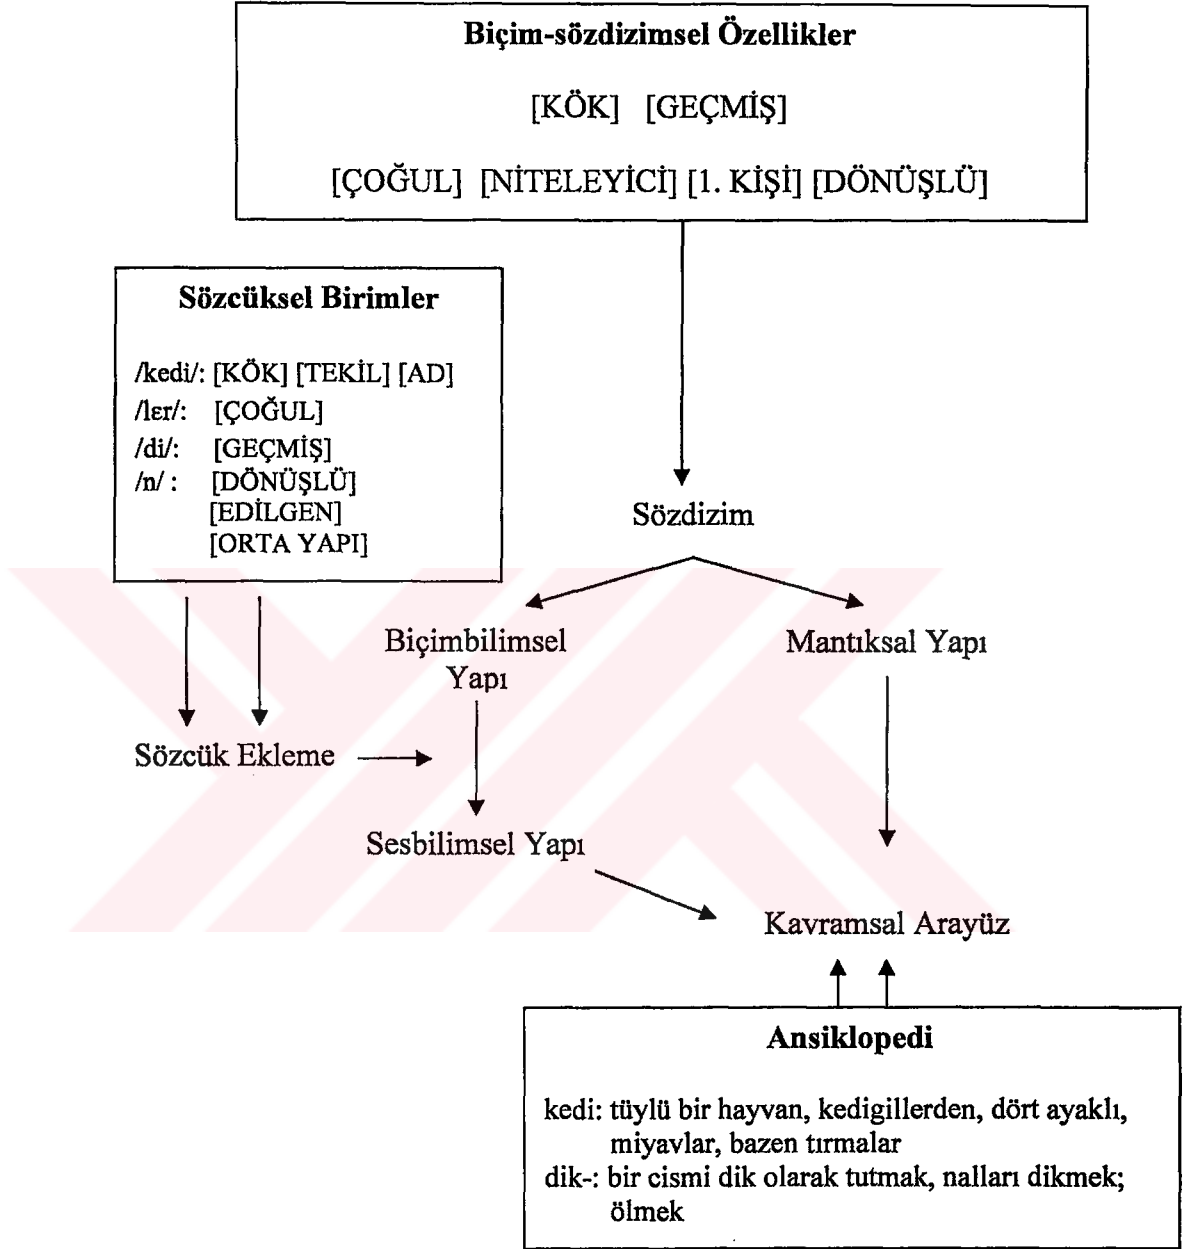 Biçim-sözdizimsel Özellikler
[KÖK] [GEÇMİŞ]
[ÇOĞUL] [NİTELEYİCİ] [1. KİŞİ] [DÖNÜŞLÜ]
Sözcüksel Birimler
/kedi/: [KÖK] [TEKİL] [AD]
/lɛr/: [ÇOĞUL]
/di/: [GEÇMİŞ]
/n/ : [DÖNÜŞLÜ]
[EDİLGEN]
[ORTA YAPI]
Sözdizim
Biçimbilimsel
Yapı
Mantıksal Yapı
Sözcük Ekleme
Sesbilimsel Yapı
Kavramsal Arayüz
Ansiklopedi
kedi: tüylü bir hayvan, kedigillerden, dört ayaklı,
miyavlar, bazen tırmalar
dik-: bir cismi dik olarak tutmak, nalları dikmek;
ölmek